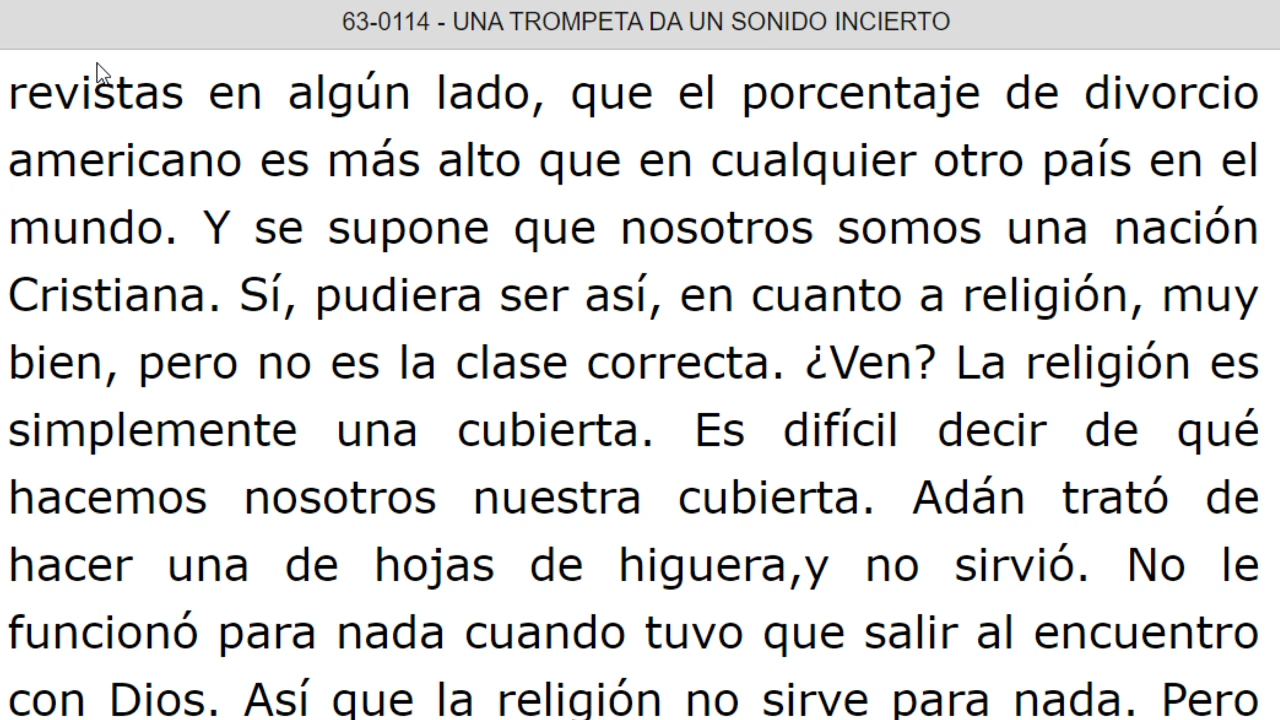 63-0114 - UNA TROMPETA DA UN SONIDO INCIERTO
revistas en algún lado, que el porcentaje de divorcio
americano es más alto que en cualquier otro país en el
mundo. Y se supone que nosotros somos una nación
Cristiana. Sí, pudiera ser así, en cuanto a religión, muy
bien, pero no es la clase correcta. ¿Ven? La religión es
simplemente una cubierta. Es difícil decir de qué
hacemos nosotros nuestra cubierta. Adán trató de
hacer una de hojas de higuera,y no sirvió. No le
funcionó para nada cuando tuvo que salir al encuentro
con Dios. Así que la religión no sirve para nada. Pero